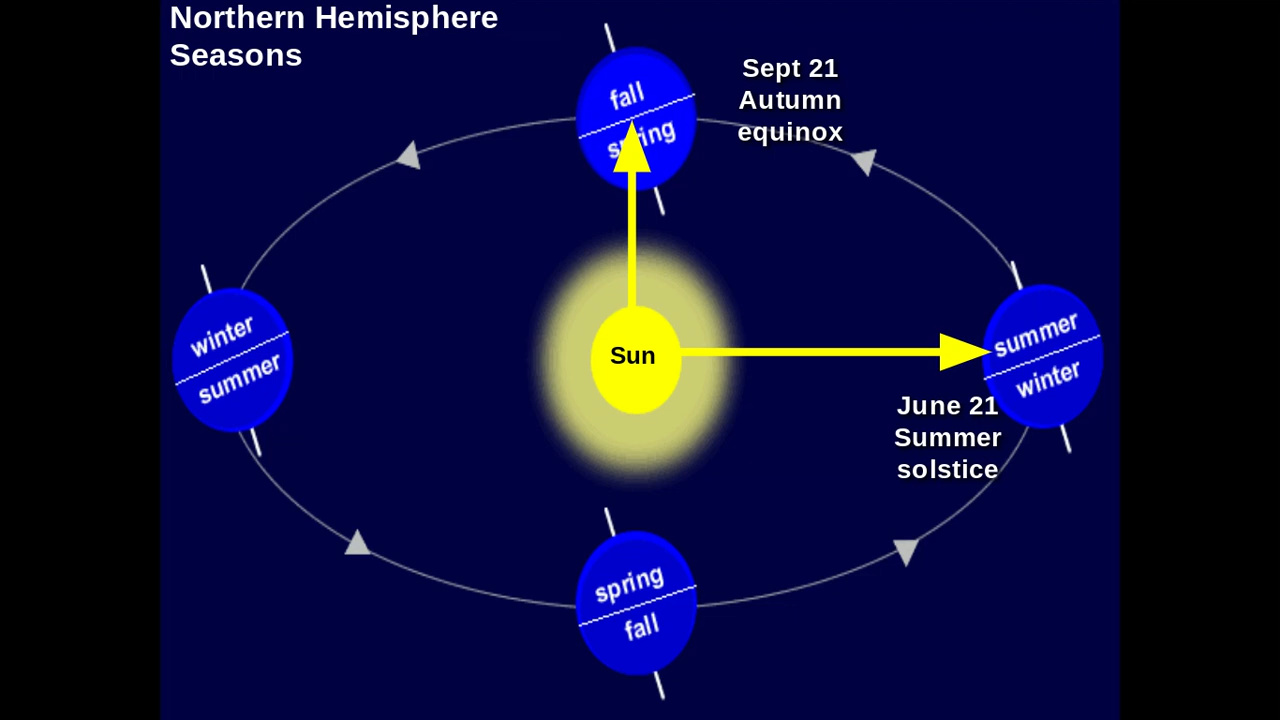 Northern Hemisphere
Seasons
Sept 21
Autumn
equinox
fall
spring
winter
summer
Sun
summer
winter
June 21
Summer
solstice
spring
fall